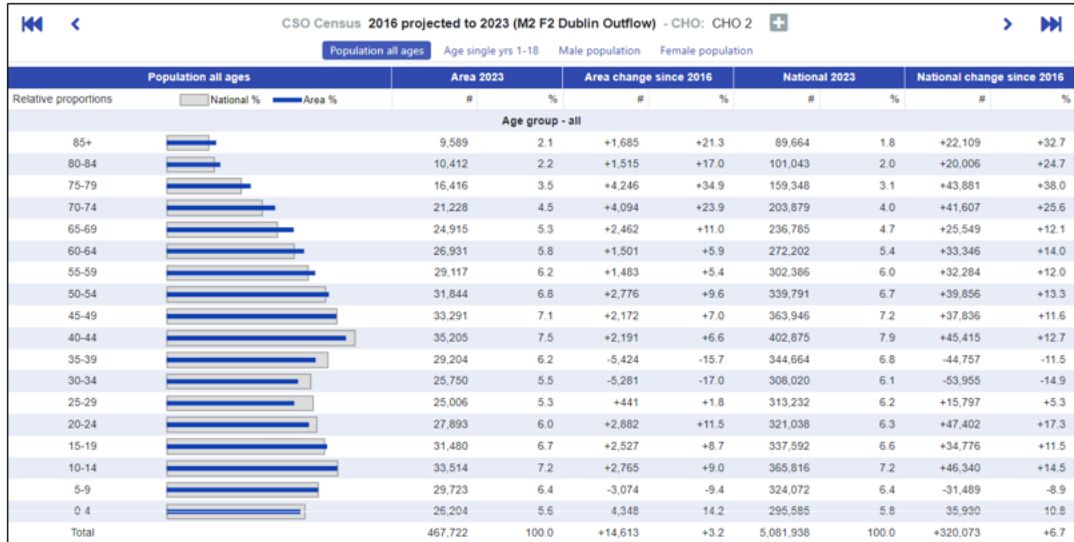 CSO Census 2016 projected to 2023 (M2 F2 Dublin Outflow) - CHO: CHO 2
Population all ages Age single yrs 1-18 Male population Female population
Population all ages Area 2023 Area change since 2016 National 2023 National change since 2016
Relative proportions National % Area % # % # % # % # %
Age group - all
85+ 9,589 2.1 +1,685 +21.3 89,664 1.8 +22,109 +32.7
80-84 10,412 2.2 +1,515 +17.0 101,043 2.0 +20,006 +24.7
75-79 16,416 3.5 +4,246 +34.9 159,348 3.1 +43,881 +38.0
70-74 21,228 4.5 +4,094 +23.9 203,879 4.0 +41,607 +25.6
65-69 24,915 5.3 +2,462 +11.0 236,785 4.7 +25,549 +12.1
60-64 26,931 5.8 +1,501 +5.9 272,202 5.4 +33,346 +14.0
55-59 29,117 6.2 +1,483 +5.4 302,386 6.0 +32,284 +12.0
50-54 31,844 6.8 +2,776 +9.6 339,791 6.7 +39,856 +13.3
45-49 33,291 7.1 +2,172 +7.0 363,946 7.2 +37,836 +11.6
40-44 35,205 7.5 +2,191 +6.6 402,875 7.9 +45,415 +12.7
35-39 29,204 6.2 -5,424 -15.7 344,664 6.8 -44,757 -11.5
30-34 25,750 5.5 -5,281 -17.0 308,020 6.1 -53,955 -14.9
25-29 25,006 5.3 +441 +1.8 313,232 6.2 +15,797 +5.3
20-24 27,893 6.0 +2,882 +11.5 321,038 6.3 +47,402 +17.3
15-19 31,480 6.7 +2,527 +8.7 337,592 6.6 +34,776 +11.5
10-14 33,514 7.2 +2,765 +9.0 365,816 7.2 +46,340 +14.5
5-9 29,723 6.4 -3,074 -9.4 324,072 6.4 -31,489 -8.9
0 4 26,204 5.6 4,348 14.2 295,585 5.8 35,930 10.8
Total 467,722 100.0 +14,613 +3.2 5,081,938 100.0 +320,073 +6.7